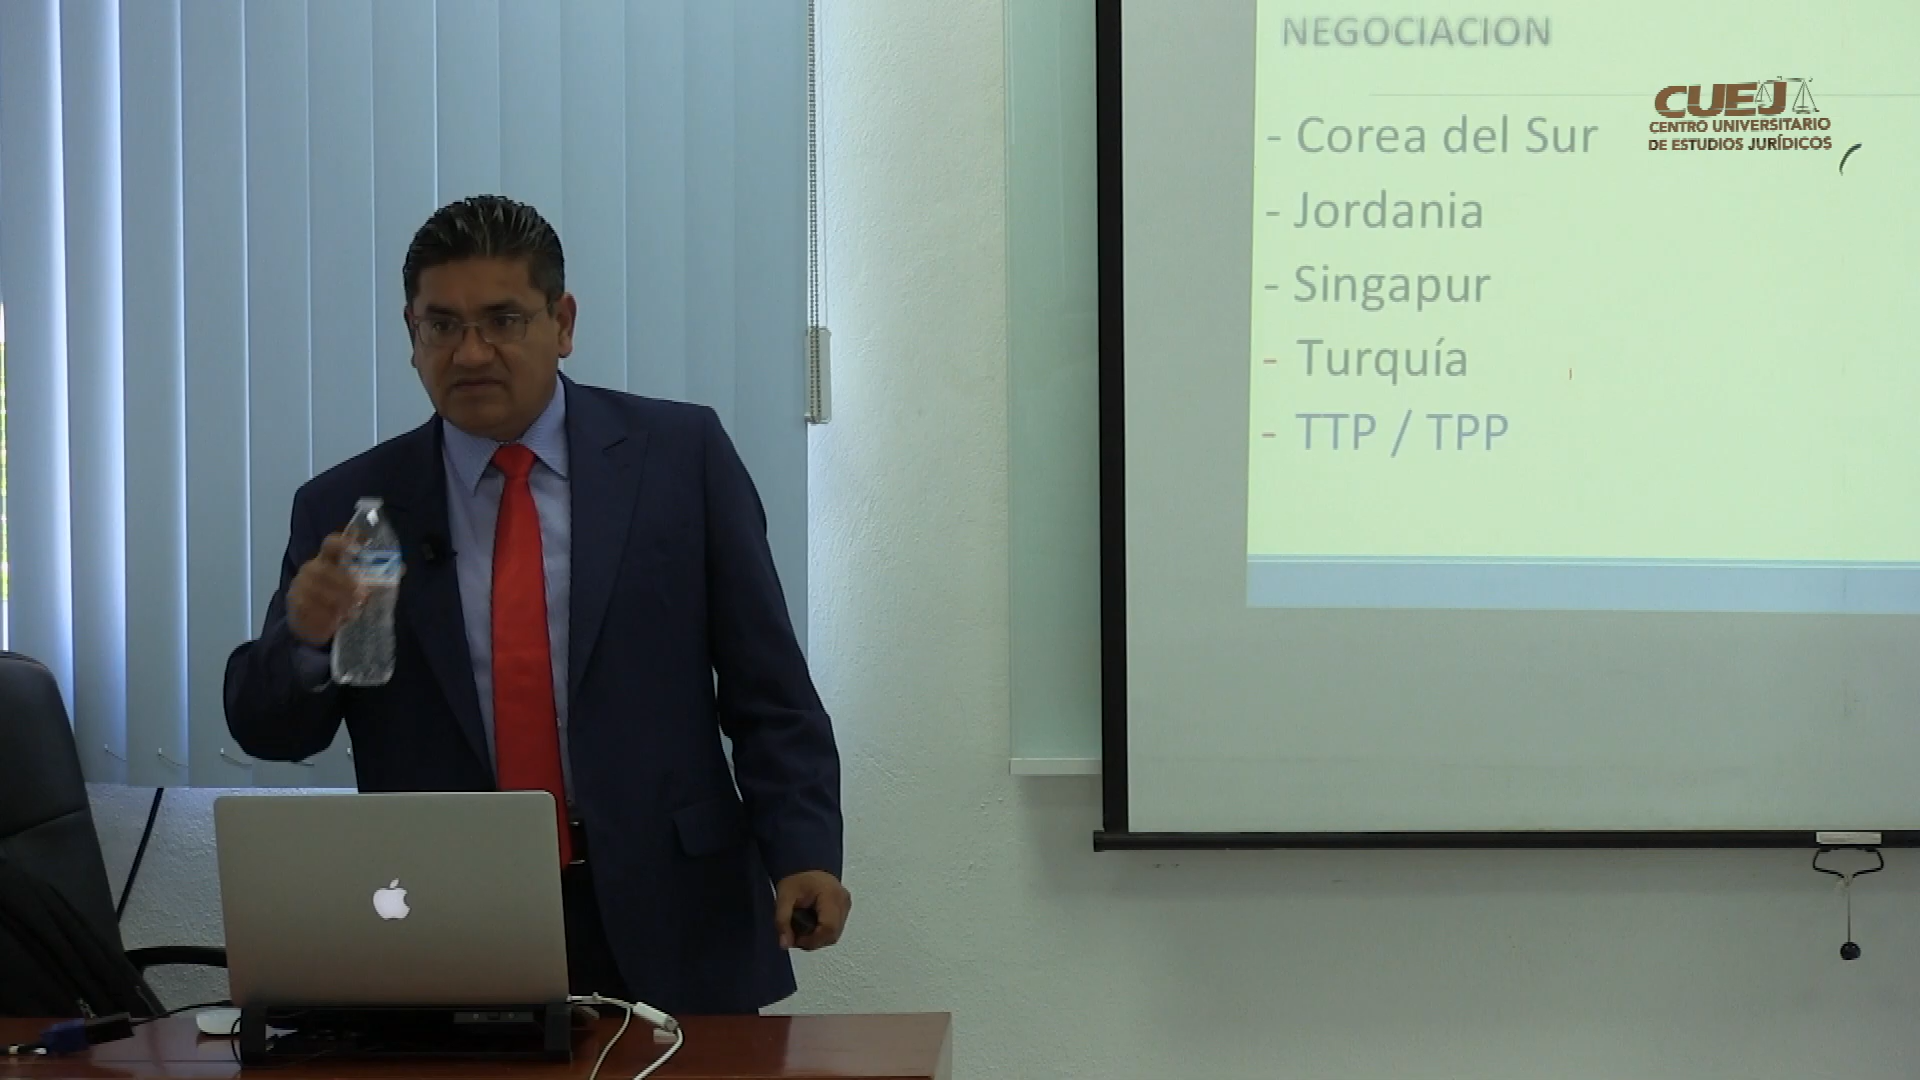 NEGOCIACION
- Corea del Sur
- Jordania
- Singapur
- Turquía
- TTP / TPP
CUEJ
CENTRO UNIVERSITARIO
DE ESTUDIOS JURÍDICOS